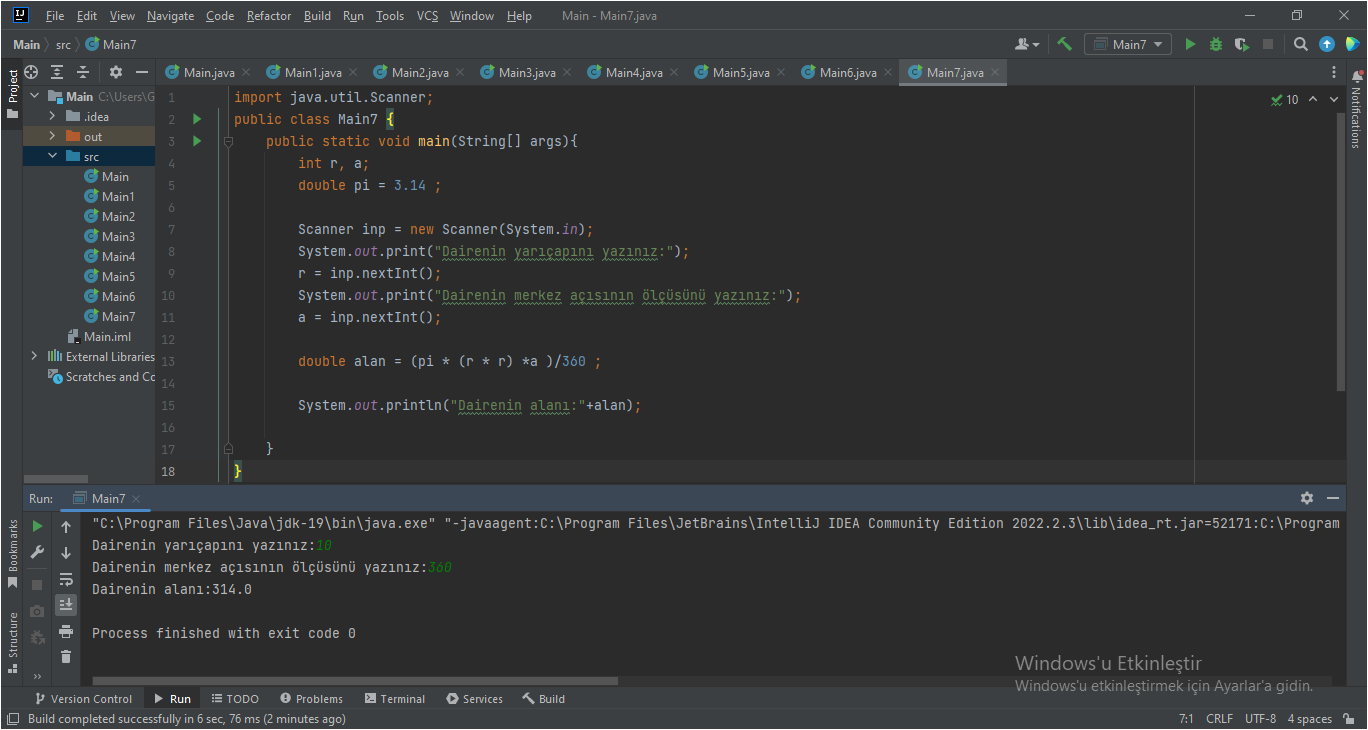 File Edit View Navigate Code Refactor Build Run Tools VCS Window Help Main - Main7.java
Main src Main7
Main7
Project
Main.java Main1.java Main2.java Main3.java Main4.java Main5.java Main6.java Main7.java
Main C:\Users\G
.idea
out
src
Main
Main1
Main2
Main3
Main4
Main5
Main6
Main7
Main.iml
External Libraries
Scratches and Co
1 import java.util.Scanner;
2 public class Main7 {
3 public static void main(String[] args){
4 int r, a;
5 double pi = 3.14 ;
6
7 Scanner inp = new Scanner(System.in);
8 System.out.print("Dairenin yarıçapını yazınız:");
9 r = inp.nextInt();
10 System.out.print("Dairenin merkez açısının ölçüsünü yazınız:");
11 a = inp.nextInt();
12
13 double alan = (pi * (r * r) *a )/360 ;
14
15 System.out.println("Dairenin alanı:"+alan);
16
17 }
18 }
10
Notifications
Run: Main7
"C:\Program Files\Java\jdk-19\bin\java.exe" "-javaagent:C:\Program Files\JetBrains\IntelliJ IDEA Community Edition 2022.2.3\lib\idea_rt.jar=52171:C:\Program
Dairenin yarıçapını yazınız:10
Dairenin merkez açısının ölçüsünü yazınız:360
Dairenin alanı:314.0
Process finished with exit code 0
Bookmarks
Structure
Windows'u Etkinleştir
Windows'u etkinleştirmek için Ayarlar'a gidin.
Version Control Run TODO Problems Terminal Services Build
Build completed successfully in 6 sec, 76 ms (2 minutes ago) 7:1 CRLF UTF-8 4 spaces